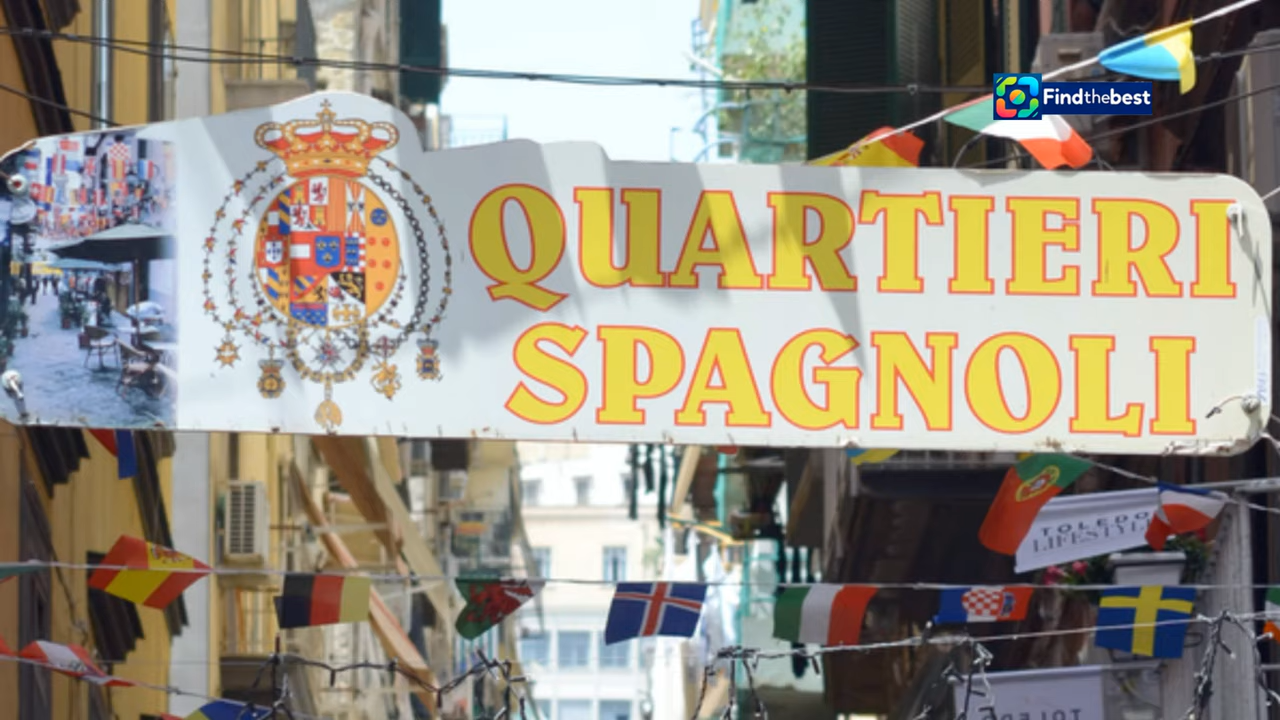 Findthebest
QUARTIERI
SPAGNOLI
TOLEDO
LIFESTYLE